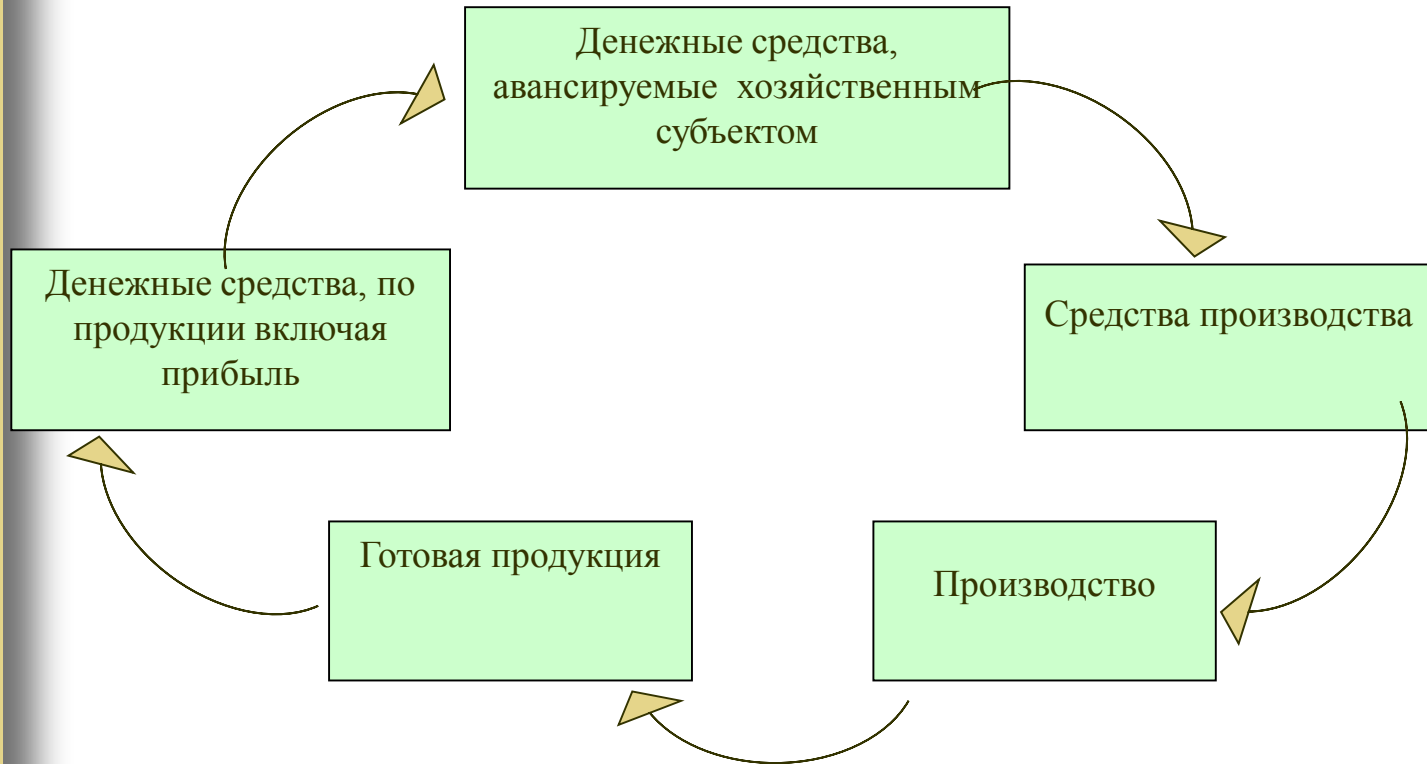 Денежные средства,
авансируемые хозяйственным
субъектом
Средства производства
Производство
Готовая продукция
Денежные средства, по
продукции включая
прибыль